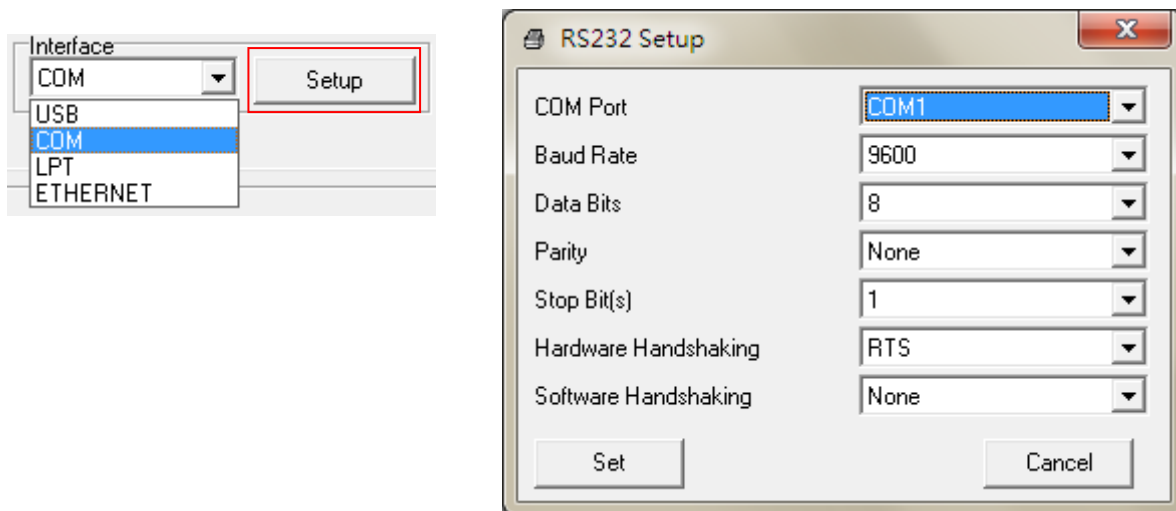 Interface
COM
Setup
USB
COM
LPT
ETHERNET
RS232 Setup
COM Port COM1
Baud Rate 9600
Data Bits 8
Parity None
Stop Bit(s) 1
Hardware Handshaking RTS
Software Handshaking None
Set Cancel